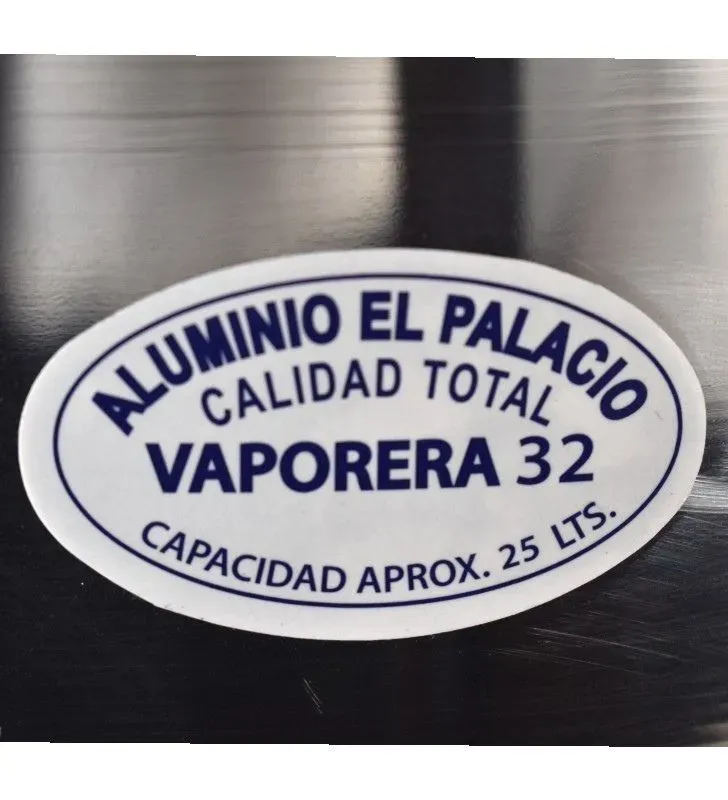 ALUMINIO EL PALACIO
CALIDAD TOTAL
VAPORERA 32
CAPACIDAD APROX. 25 LTS.